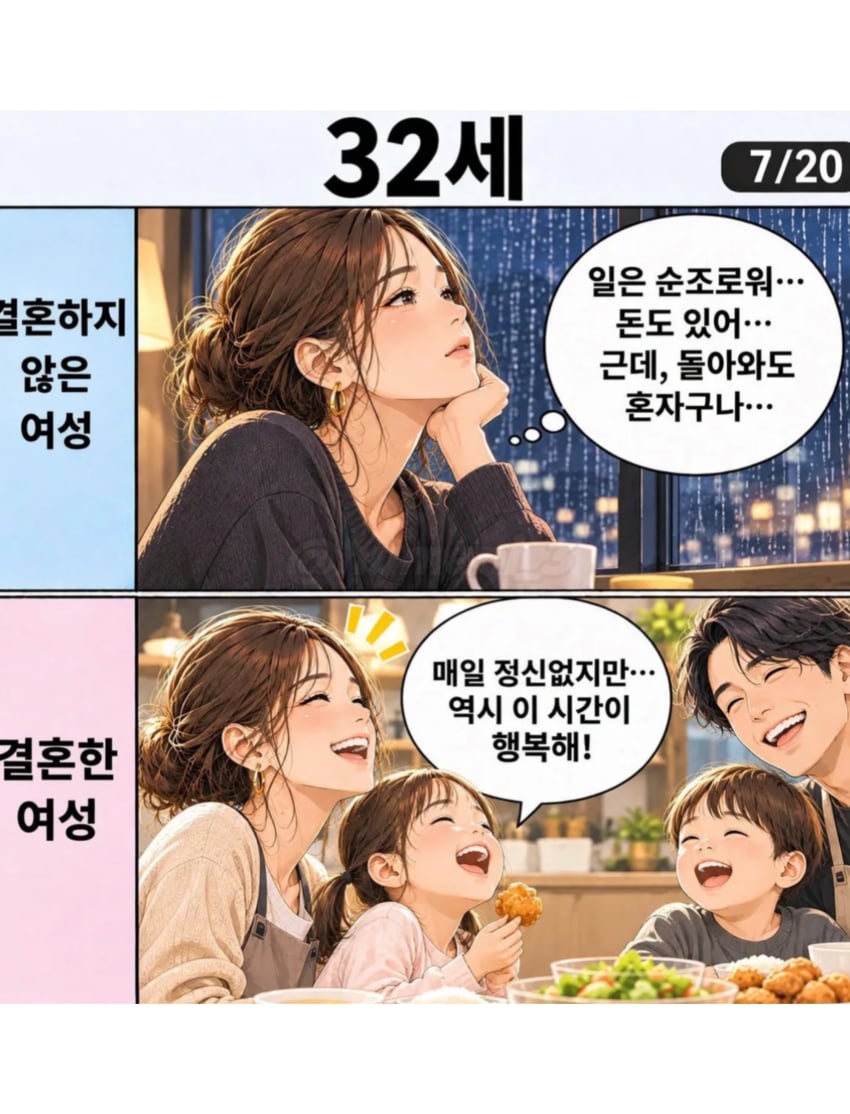 32세
7/20
결혼하지
않은
여성
일은 순조로워…
돈도 있어…
근데, 돌아와도
혼자구나…
결혼한
여성
매일 정신없지만…
역시 이 시간이
행복해!